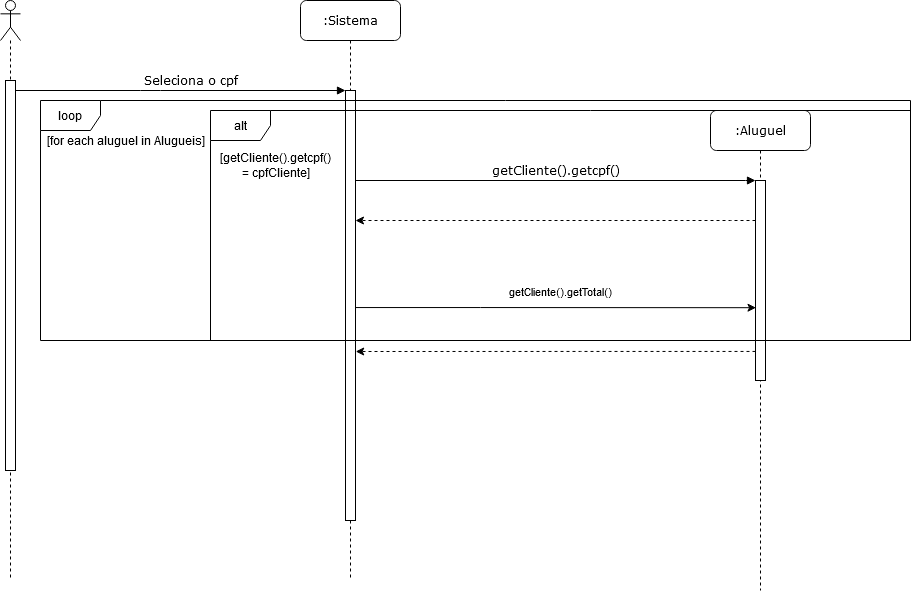 :Sistema
Seleciona o cpf
loop
alt
:Aluguel
[for each aluguel in Alugueis]
[getCliente().getcpf()
= cpfCliente]
getCliente().getcpf()
getCliente().getTotal()